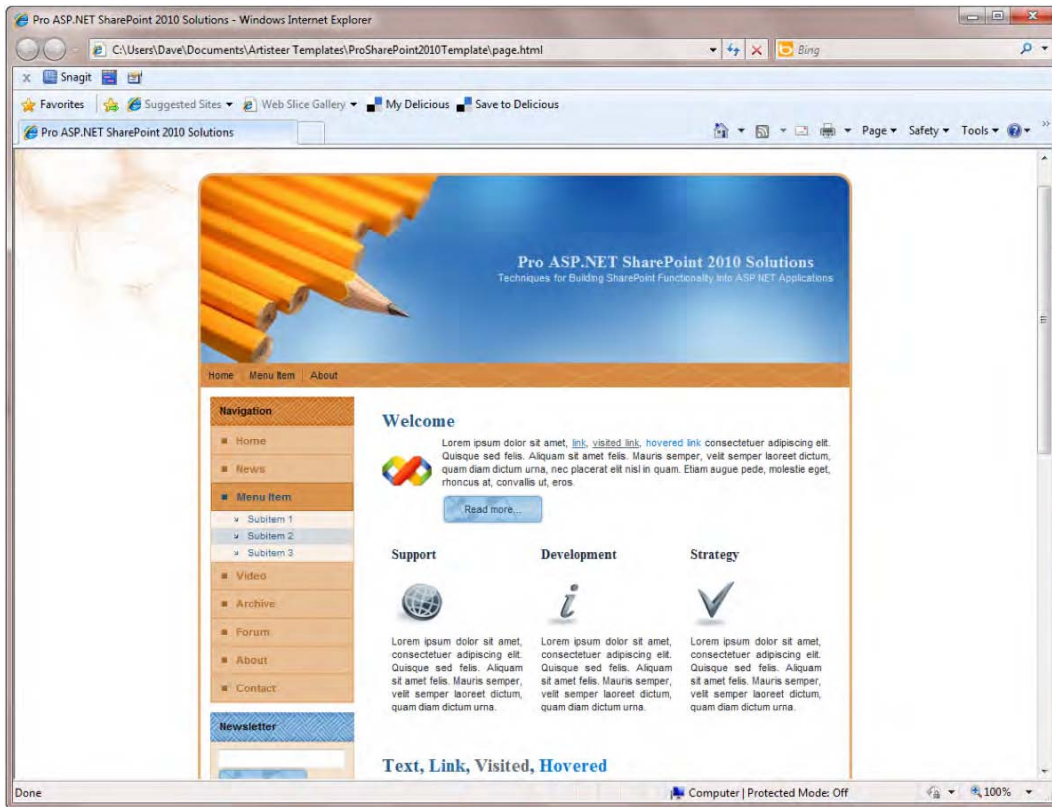 Pro ASP.NET SharePoint 2010 Solutions - Windows Internet Explorer
C:\Users\Dave\Documents\Artisteer Templates\ProSharePoint2010Template\page.html
Bing
x Snagit
Favorites Suggested Sites Web Slice Gallery My Delicious Save to Delicious
Pro ASP.NET SharePoint 2010 Solutions
Page Safety Tools
Pro ASP.NET SharePoint 2010 Solutions
Techniques for Building SharePoint Functionality Into ASP.NET Applications
Home Menu Item About
Navigation
Home
News
Menu Item
Subitem 1
Subitem 2
Subitem 3
Video
Archive
Forum
About
Contact
Newsletter
Welcome
Lorem ipsum dolor sit amet, link, visited link, hovered link consectetuer adipiscing elit.
Quisque sed felis. Aliquam sit amet felis. Mauris semper, velit semper laoreet dictum,
quam diam dictum urna, nec placerat elit nisl in quam. Etiam augue pede, molestie eget,
rhoncus at, convallis ut, eros.
Read more...
Support
Lorem ipsum dolor sit amet,
consectetuer adipiscing elit.
Quisque sed felis. Aliquam
sit amet felis. Mauris semper,
velit semper laoreet dictum,
quam diam dictum urna.
Development
Lorem ipsum dolor sit amet,
consectetuer adipiscing elit.
Quisque sed felis. Aliquam
sit amet felis. Mauris semper,
velit semper laoreet dictum,
quam diam dictum urna.
Strategy
Lorem ipsum dolor sit amet,
consectetuer adipiscing elit.
Quisque sed felis. Aliquam
sit amet felis. Mauris semper,
velit semper laoreet dictum,
quam diam dictum urna.
Text, Link, Visited, Hovered
Done
Computer | Protected Mode: Off
100%